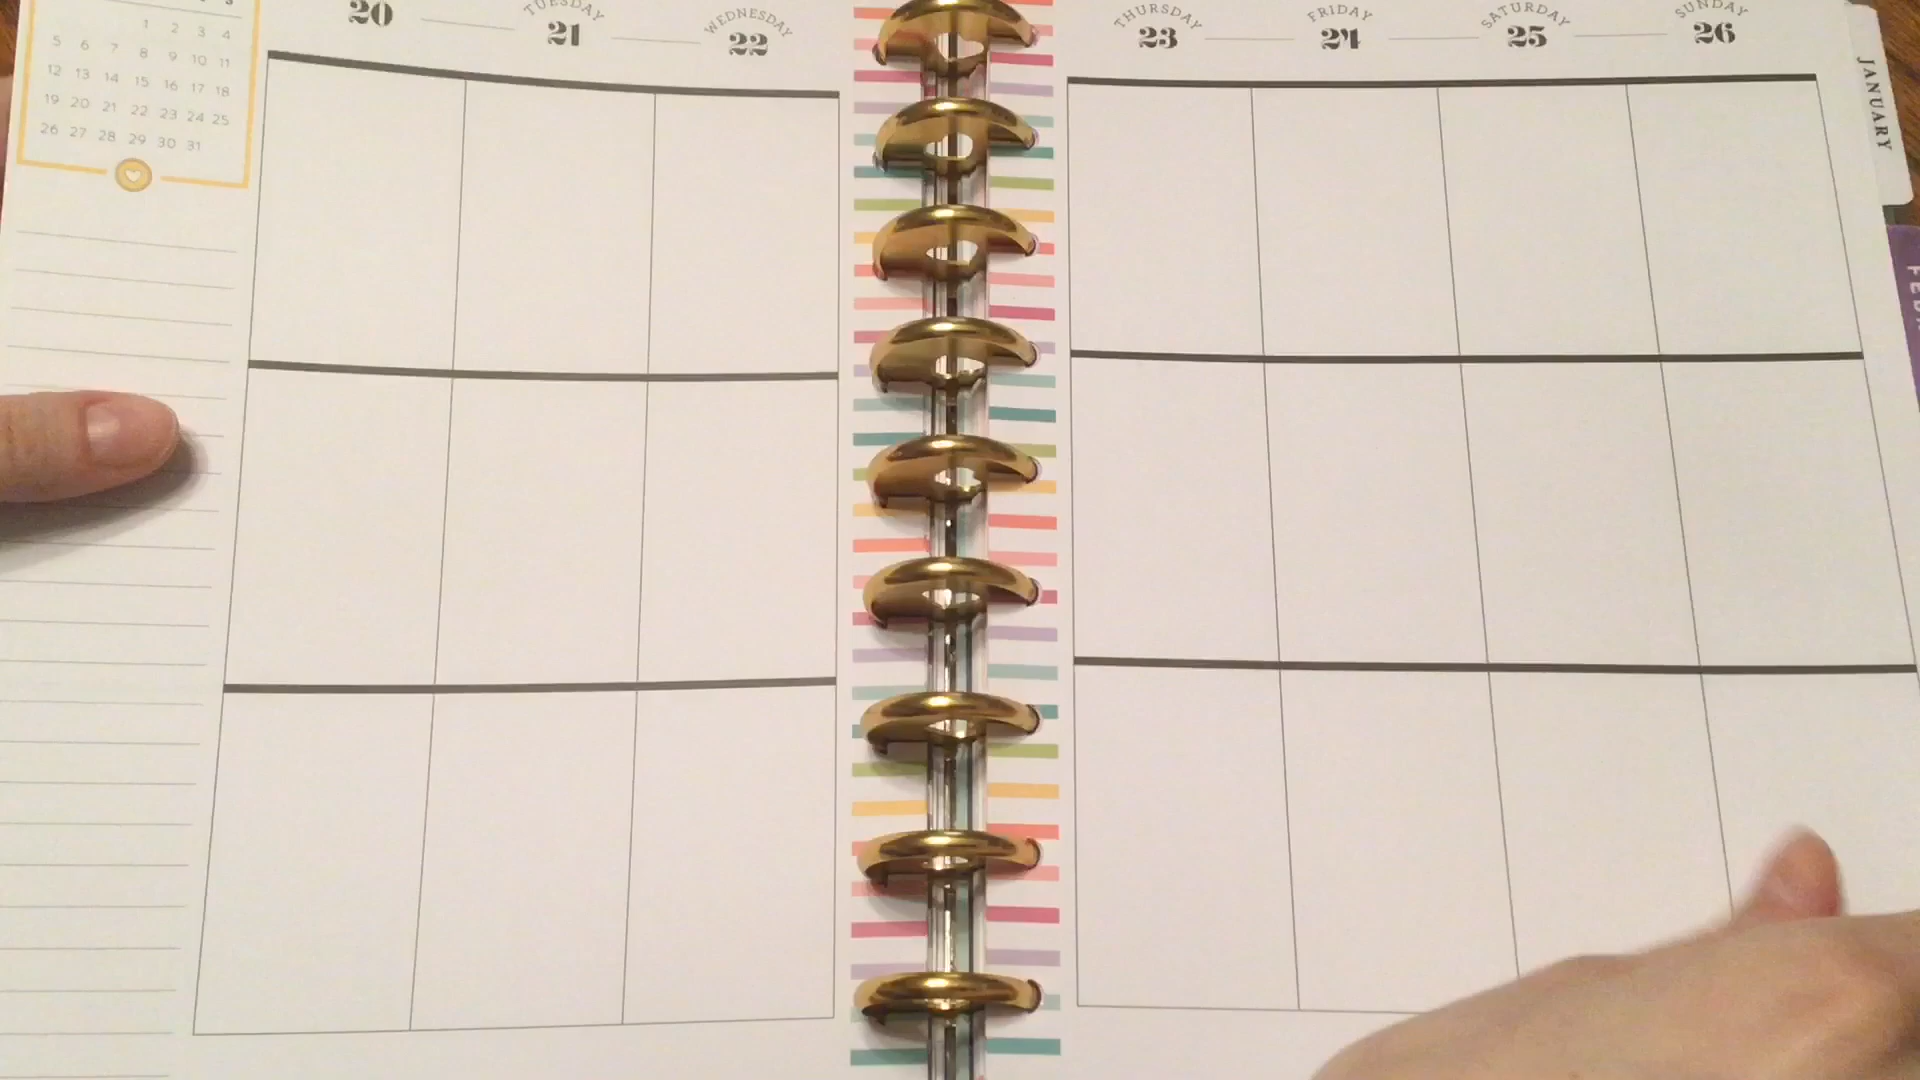 S
1 2 3 4
5 6 7 8 9 10 11
12 13 14 15 16 17 18
19 20 21 22 23 24 25
26 27 28 29 30 31
20
TUESDAY
21
WEDNESDAY
22
THURSDAY
23
FRIDAY
24
SATURDAY
25
SUNDAY
26
JANUARY